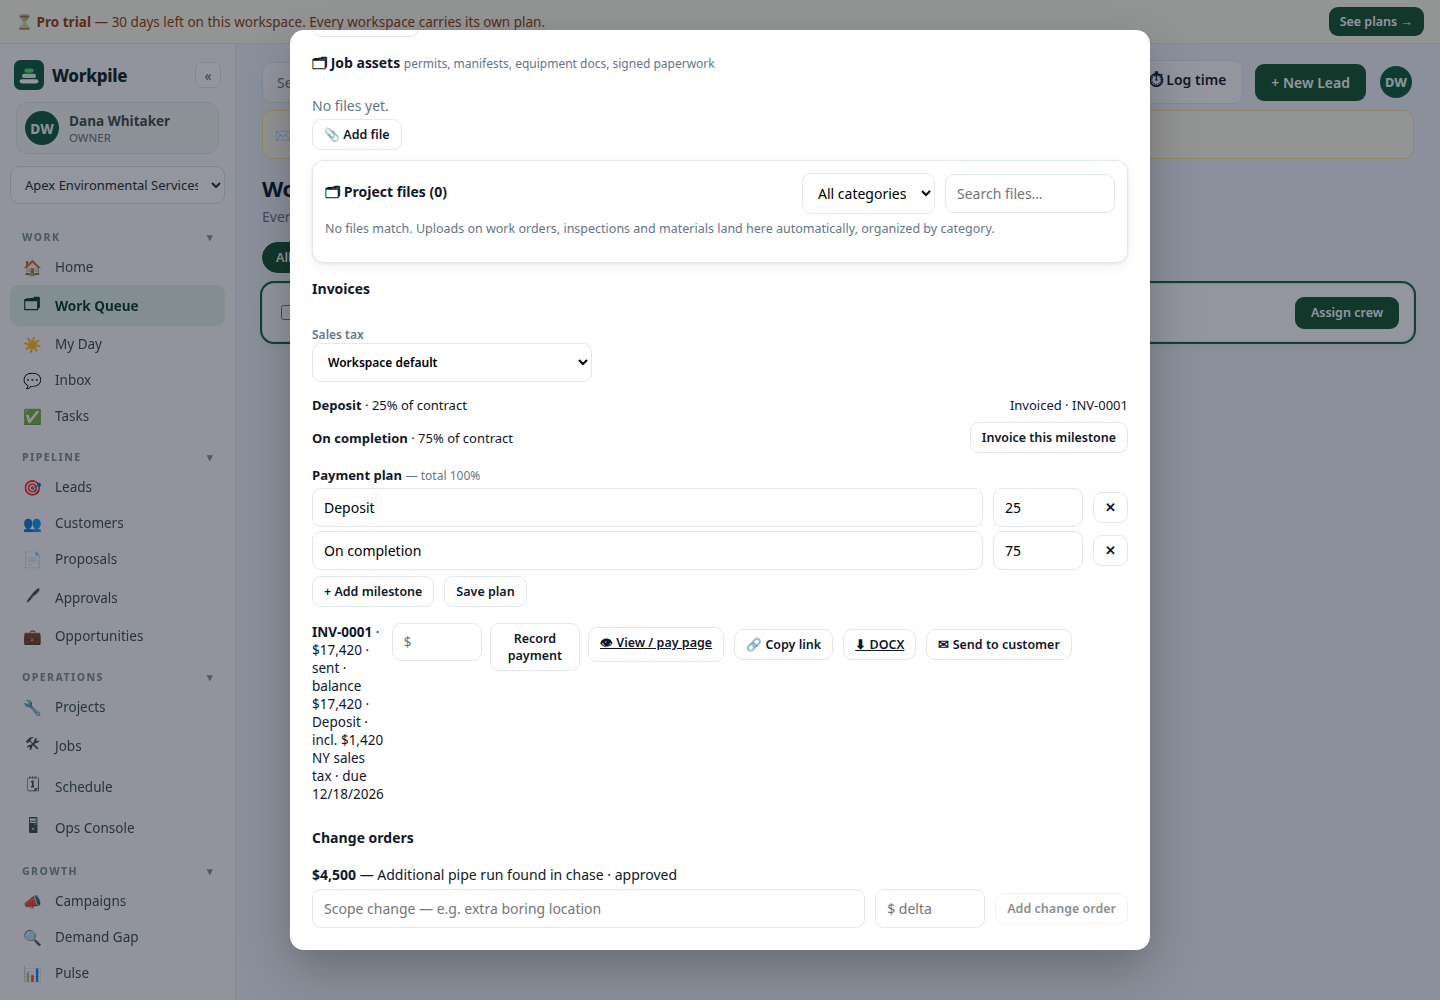 ⏳ Pro trial — 30 days left on this workspace. Every workspace carries its own plan.
See plans →
Workpile
«
DW
Dana Whitaker
OWNER
Apex Environmental Services
WORK
Home
Work Queue
My Day
Inbox
Tasks
PIPELINE
Leads
Customers
Proposals
Approvals
Opportunities
OPERATIONS
Projects
Jobs
Schedule
Ops Console
GROWTH
Campaigns
Demand Gap
Pulse
Log time
+ New Lead
DW
Assign crew
Job assets permits, manifests, equipment docs, signed paperwork
No files yet.
Add file
Project files (0)
All categories
Search files...
No files match. Uploads on work orders, inspections and materials land here automatically, organized by category.
Invoices
Sales tax
Workspace default
Deposit · 25% of contract
Invoiced · INV-0001
On completion · 75% of contract
Invoice this milestone
Payment plan — total 100%
Deposit
25
×
On completion
75
×
+ Add milestone
Save plan
INV-0001 ·
$17,420 ·
sent ·
balance
$17,420 ·
Deposit ·
incl. $1,420
NY sales
tax · due
12/18/2026
$
Record
payment
View / pay page
Copy link
⬇ DOCX
✉ Send to customer
Change orders
$4,500 — Additional pipe run found in chase · approved
Scope change — e.g. extra boring location
$ delta
Add change order